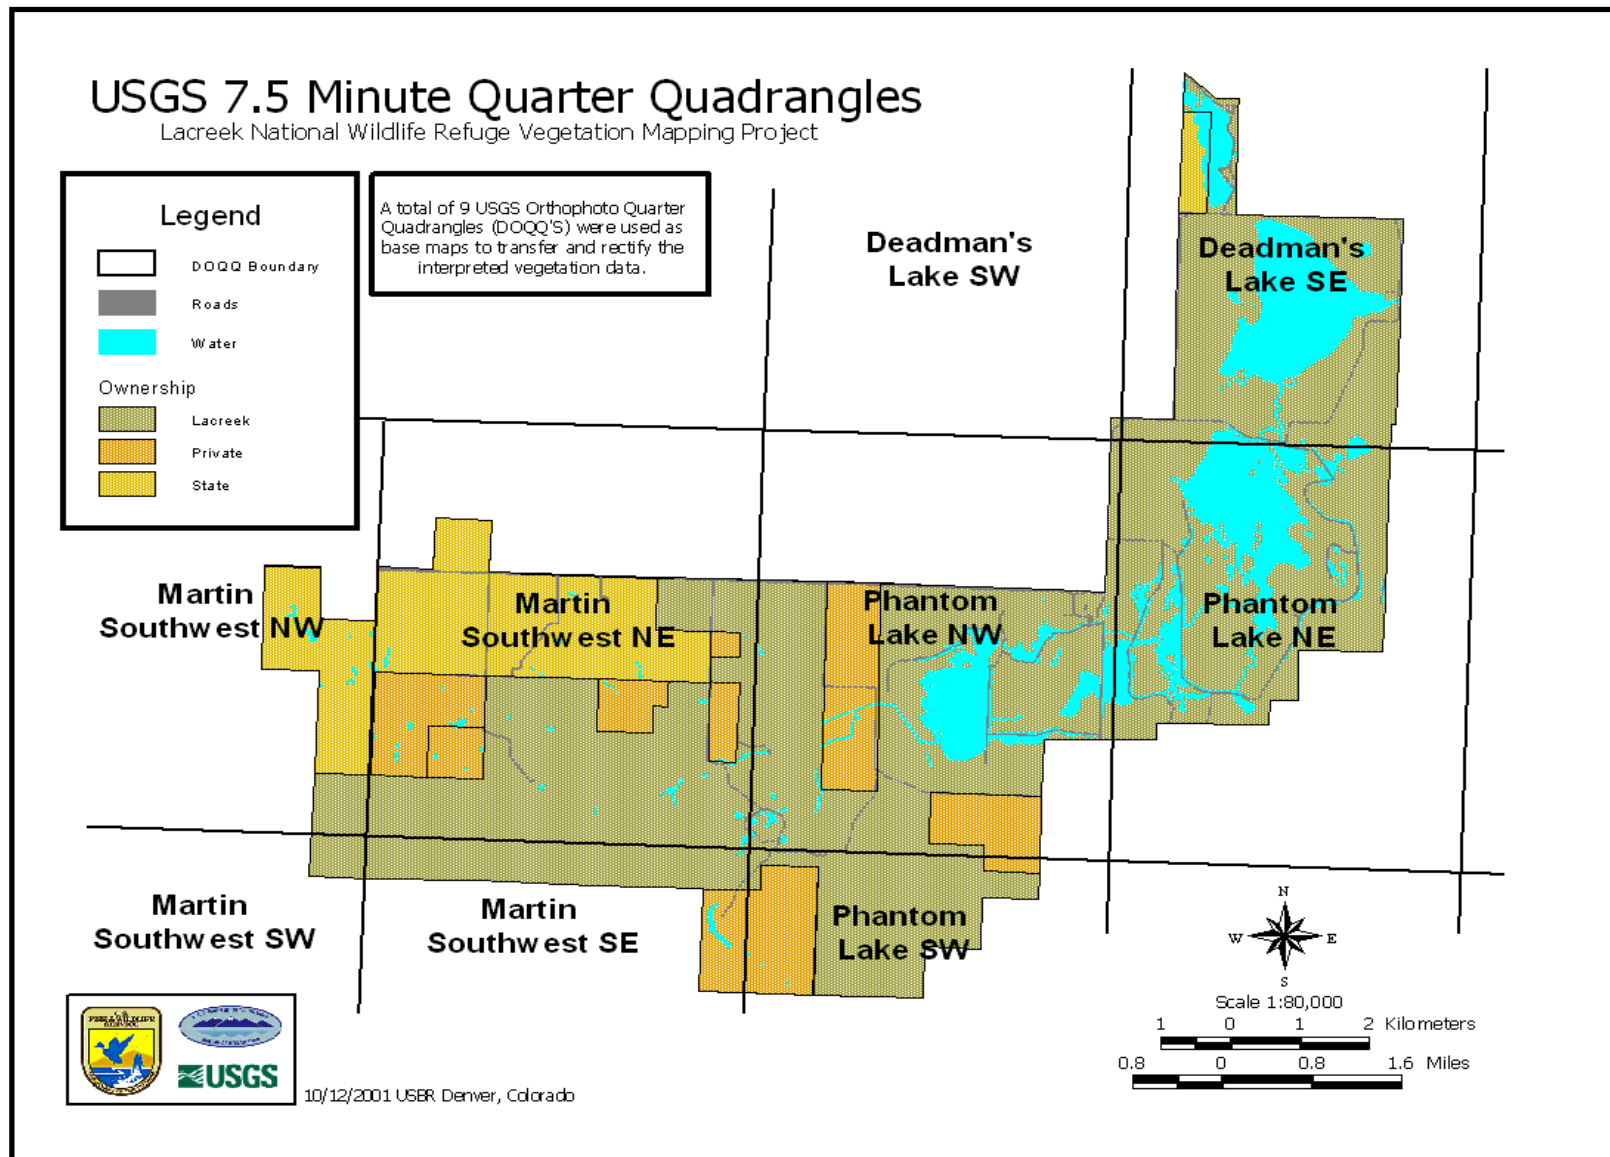 USGS 7.5 Minute Quarter Quadrangles
Lacreek National Wildlife Refuge Vegetation Mapping Project
Legend
DOQQ Boundary
Roads
Water
Ownership
Lacreek
Private
State
A total of 9 USGS Orthophoto Quarter
Quadrangles (DOQQ'S) were used as
base maps to transfer and rectify the
interpreted vegetation data.
Deadman's
Lake SW
Deadman's
Lake SE
Martin
Southwest NW
Martin
Southwest NE
Phantom
Lake NW
Phantom
Lake NE
Martin
Southwest SW
Martin
Southwest SE
Phantom
Lake SW
N
W E
S
Scale 1:80,000
1 0 1 2 Kilometers
0.8 0 0.8 1.6 Miles
FISH & WILDLIFE
SERVICE
USGS
10/12/2001 USBR Denver, Colorado